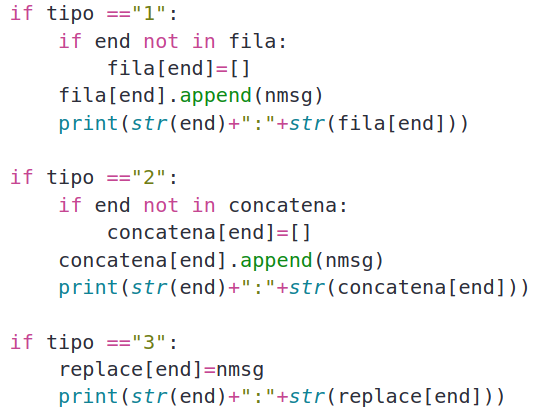 if tipo =="1":
    if end not in fila:
        fila[end]=[]
    fila[end].append(nmsg)
    print(str(end)+":"+str(fila[end]))

if tipo =="2":
    if end not in concatena:
        concatena[end]=[]
    concatena[end].append(nmsg)
    print(str(end)+":"+str(concatena[end]))

if tipo =="3":
    replace[end]=nmsg
    print(str(end)+":"+str(replace[end]))